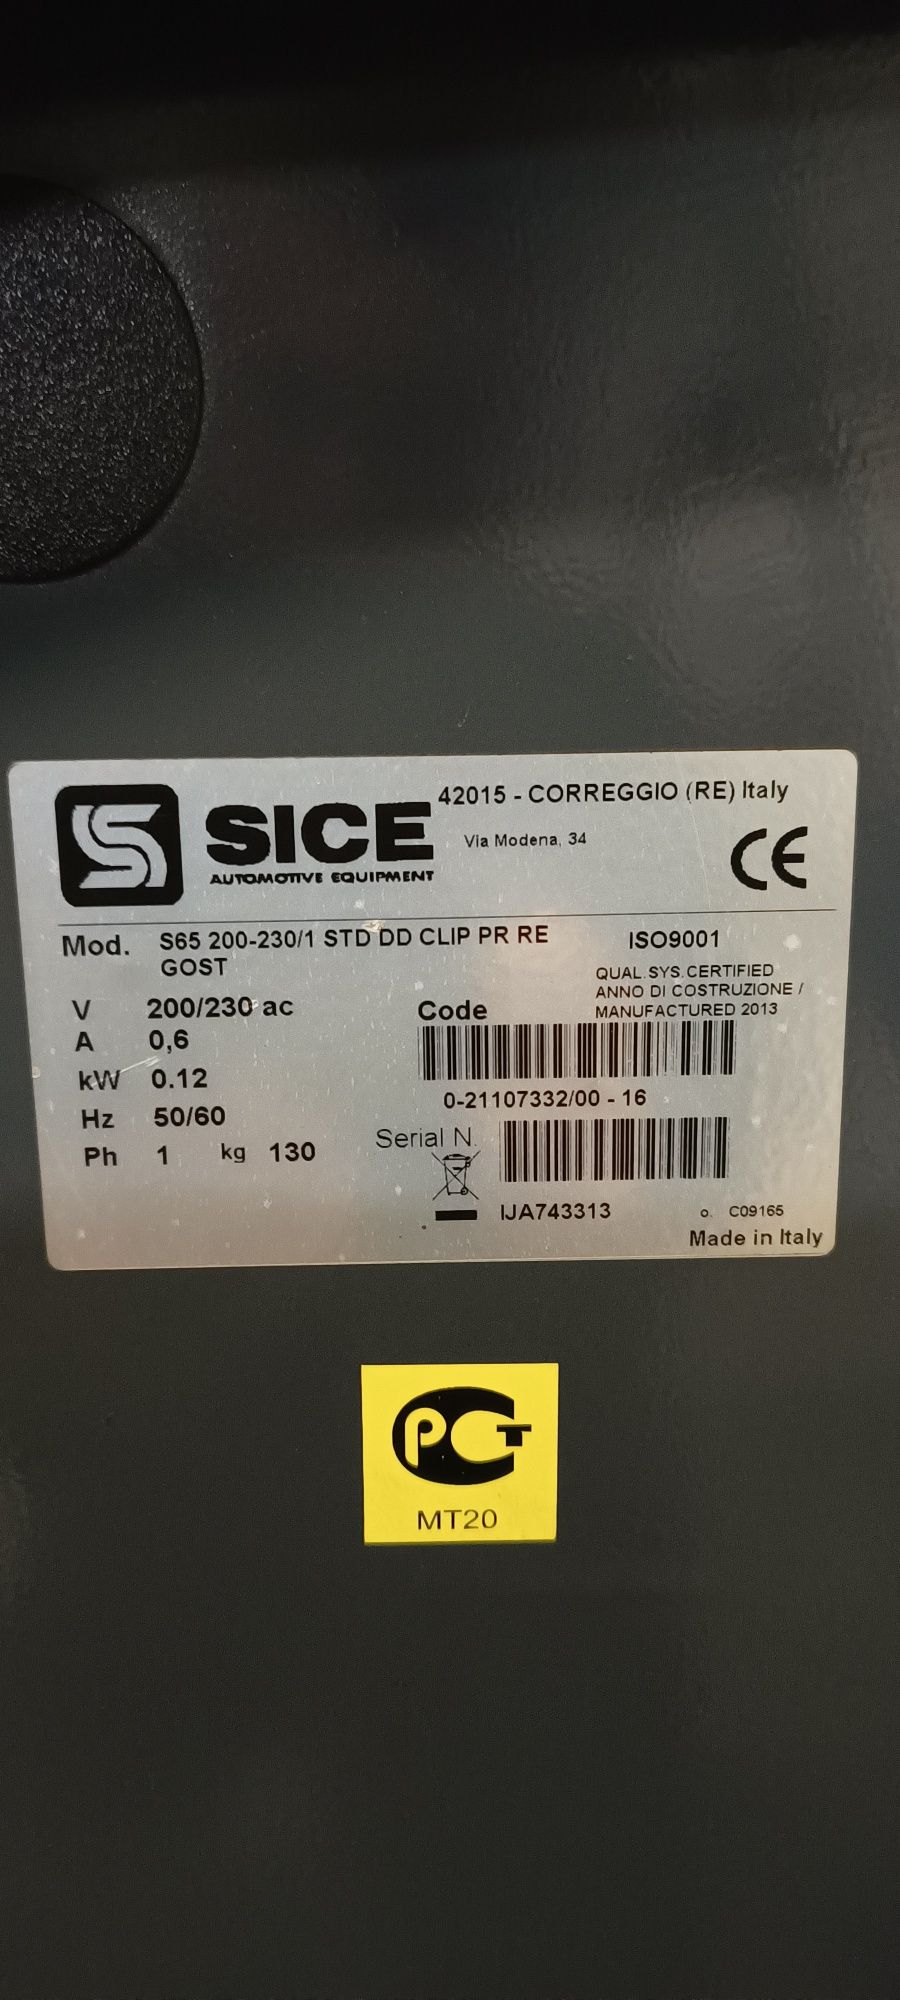 SICE
AUTOMOTIVE EQUIPMENT
42015 - CORREGGIO (RE) Italy
Via Modena, 34
CE
Mod. S65 200-230/1 STD DD CLIP PR RE
GOST
ISO9001
QUAL.SYS.CERTIFIED
ANNO DI COSTRUZIONE /
MANUFACTURED 2013
V 200/230 ac
A 0,6
kW 0.12
Hz 50/60
Ph 1 kg 130
Code
0-21107332/00 - 16
Serial N.
IJA743313
o. C09165
Made in Italy
РСТ
MT20